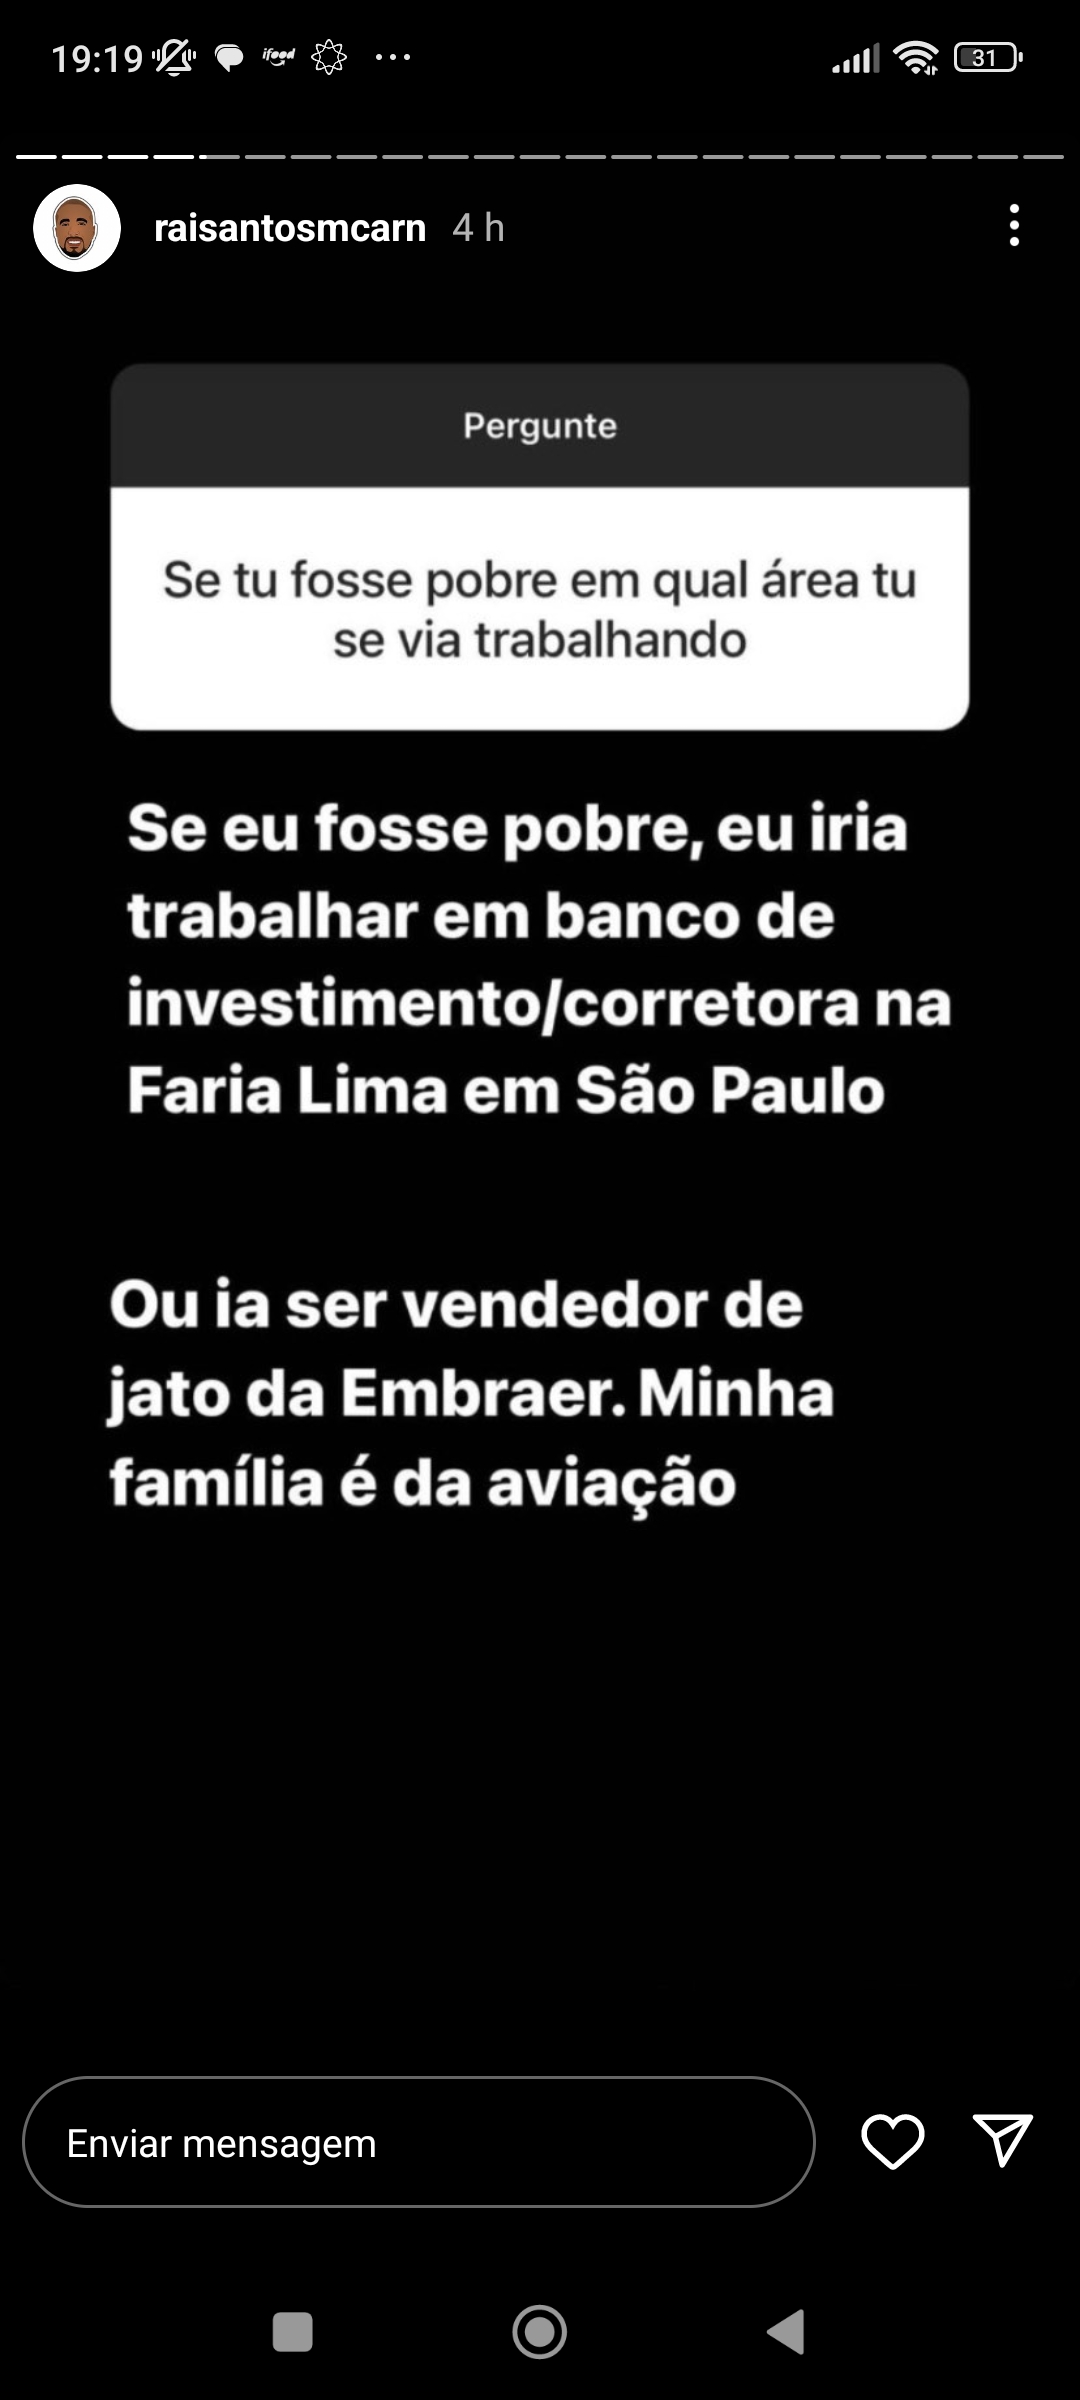 19:19 ifood 31
raisantosmcarn 4 h
Pergunte
Se tu fosse pobre em qual área tu
se via trabalhando
Se eu fosse pobre, eu iria
trabalhar em banco de
investimento/corretora na
Faria Lima em São Paulo
Ou ia ser vendedor de
jato da Embraer. Minha
família é da aviação
Enviar mensagem